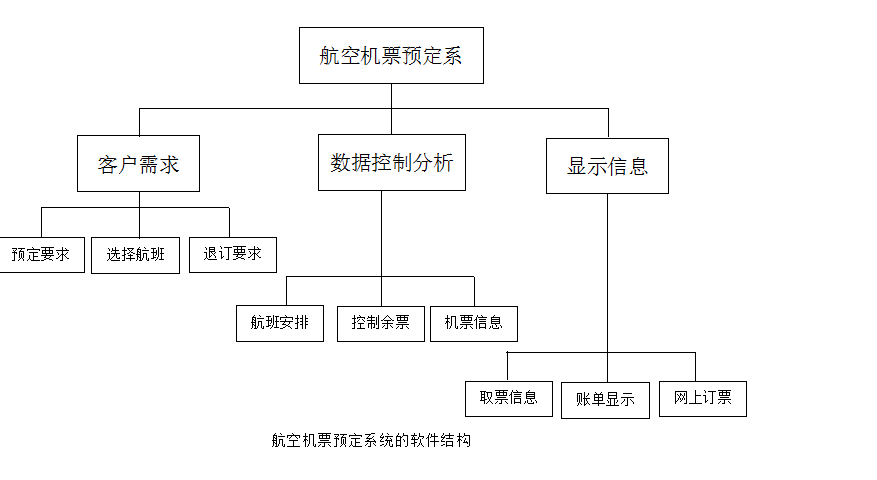 航空机票预定系
客户需求
数据控制分析
显示信息
预定要求
选择航班
退订要求
航班安排
控制余票
机票信息
取票信息
账单显示
网上订票
航空机票预定系统的软件结构